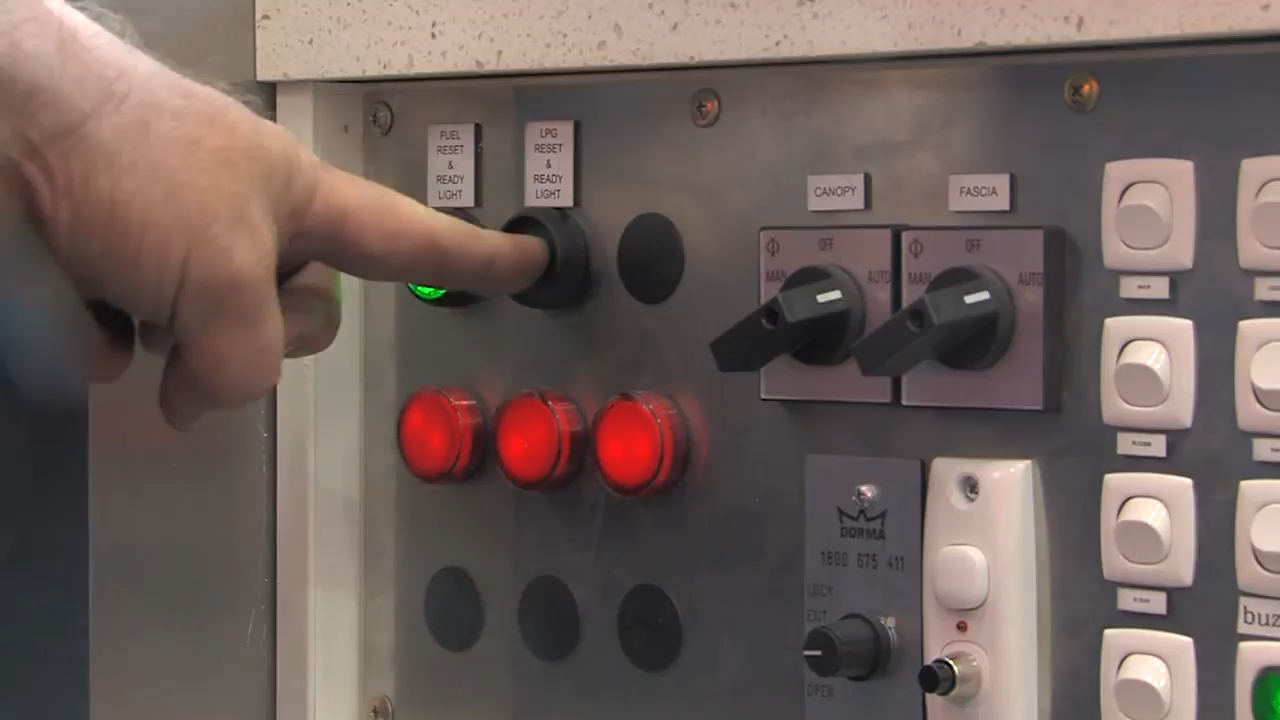 FUEL
RESET
&
READY
LIGHT
LPG
RESET
&
READY
LIGHT
CANOPY
FASCIA
OFF
MAN
AUTO
OFF
MAN
AUTO
DORMA
1800 675 411
LOCK
EXIT
OPEN
buz